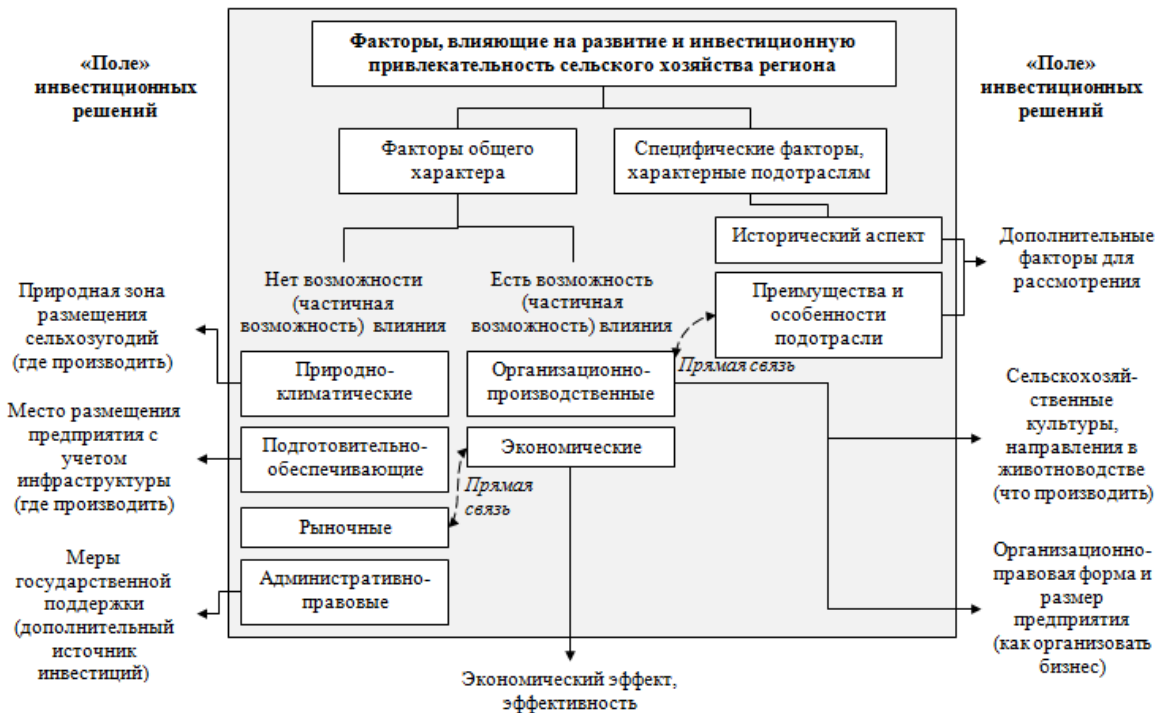 Факторы, влияющие на развитие и инвестиционную
привлекательность сельского хозяйства региона
«Поле»
инвестиционных
решений
«Поле»
инвестиционных
решений
Факторы общего
характера
Специфические факторы,
характерные подотраслям
Исторический аспект
Дополнительные
факторы для
рассмотрения
Нет возможности
(частичная
возможность) влияния
Есть возможность
(частичная
возможность) влияния
Преимущества и
особенности
подотрасли
Природная зона
размещения
сельхозугодий
(где производить)
Природно-
климатические
Организационно-
производственные
Прямая связь
Сельскохозяй-
ственные
культуры,
направления в
животноводстве
(что производить)
Место размещения
предприятия с
учетом
инфраструктуры
(где производить)
Подготовительно-
обеспечивающие
Экономические
Прямая
связь
Рыночные
Меры
государственной
поддержки
(дополнительный
источник
инвестиций)
Административно-
правовые
Организационно-
правовая форма и
размер
предприятия
(как организовать
бизнес)
Экономический эффект,
эффективность